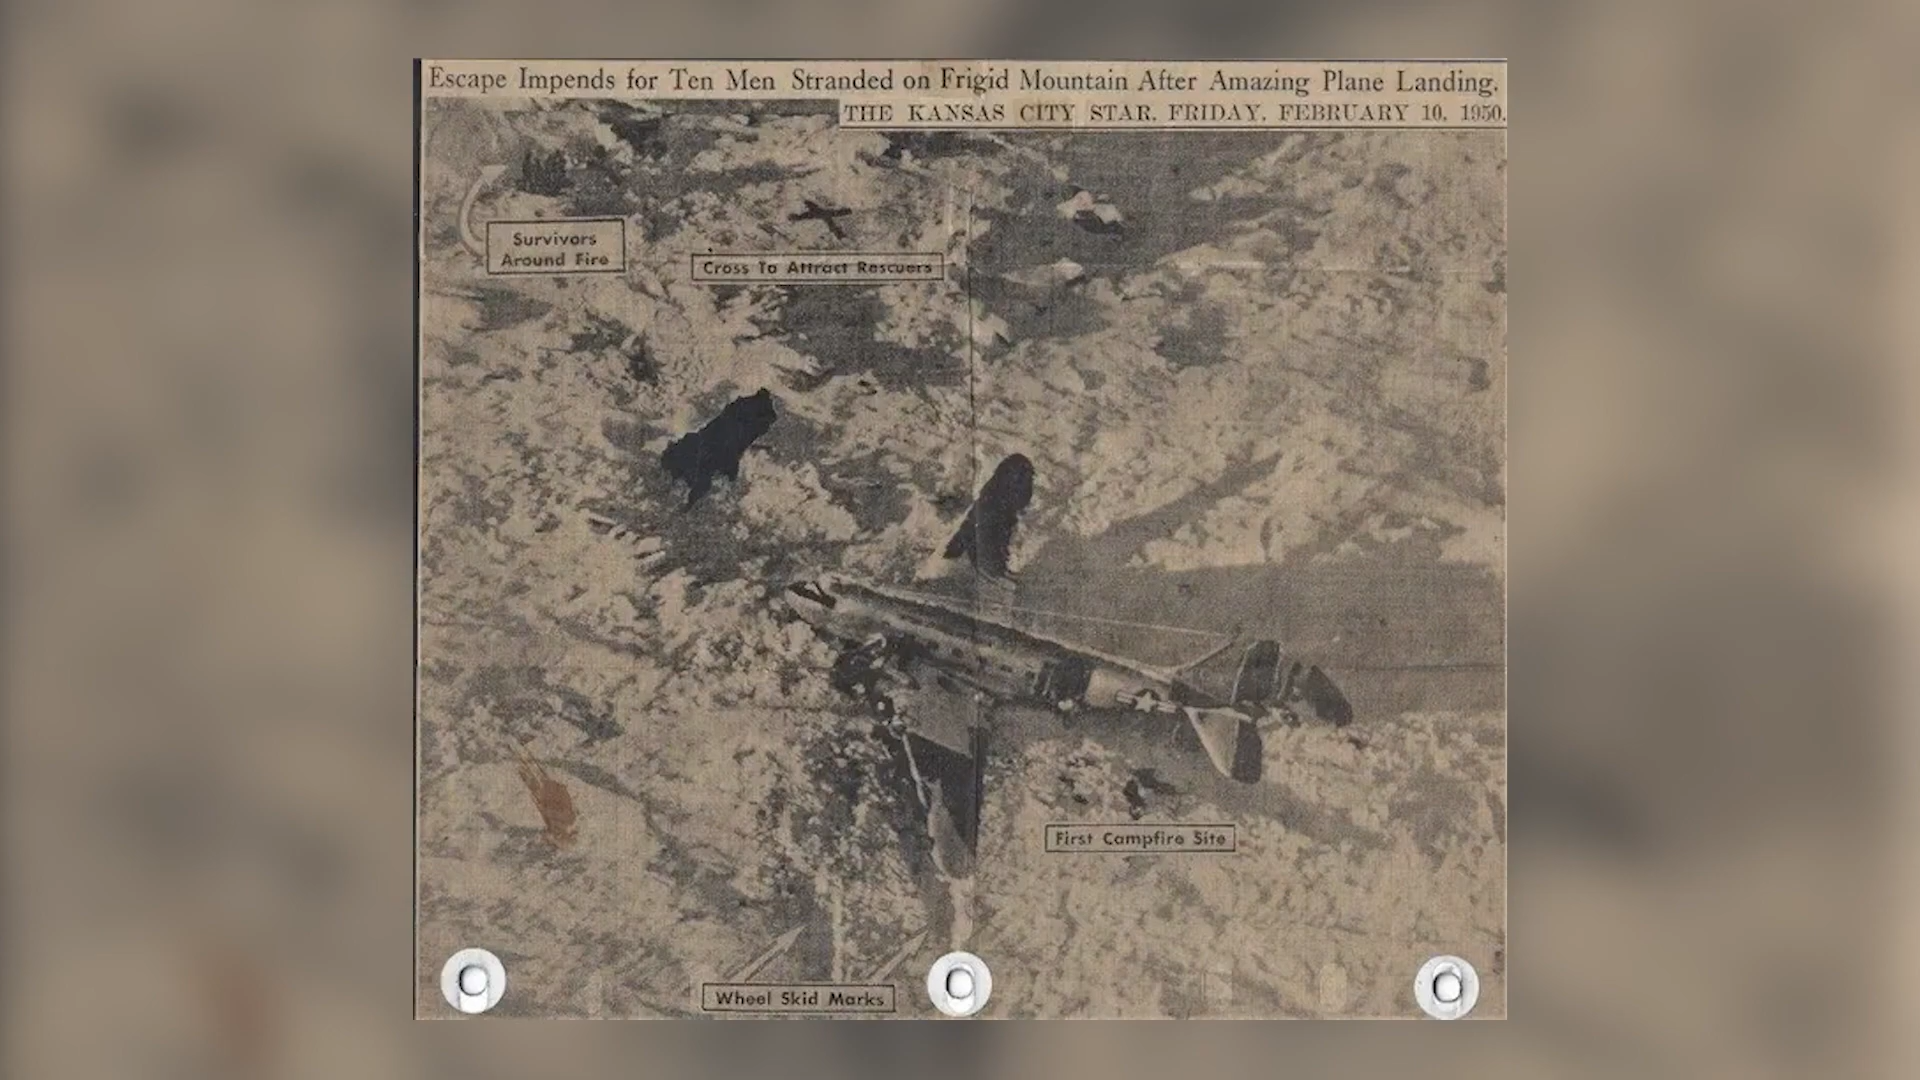 Escape Impends for Ten Men Stranded on Frigid Mountain After Amazing Plane Landing.
THE KANSAS CITY STAR, FRIDAY, FEBRUARY 10, 1950.
Survivors
Around Fire
Cross To Attract Rescuers
First Campfire Site
Wheel Skid Marks